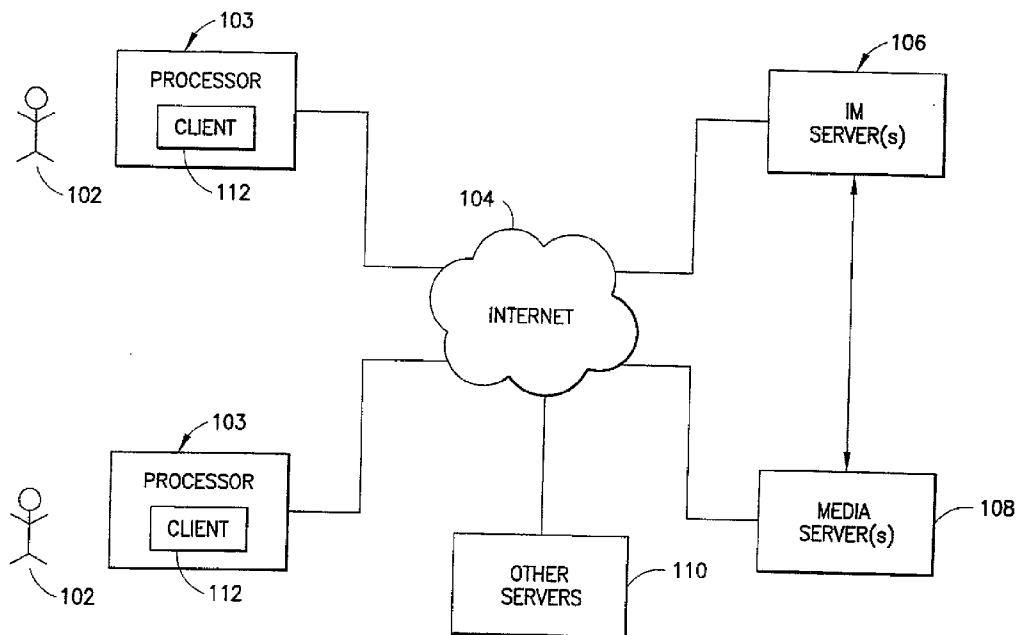 103
PROCESSOR
CLIENT
112
102
106
IM
SERVER(s)
104
INTERNET
103
PROCESSOR
CLIENT
112
102
MEDIA
SERVER(s)
108
OTHER
SERVERS
110